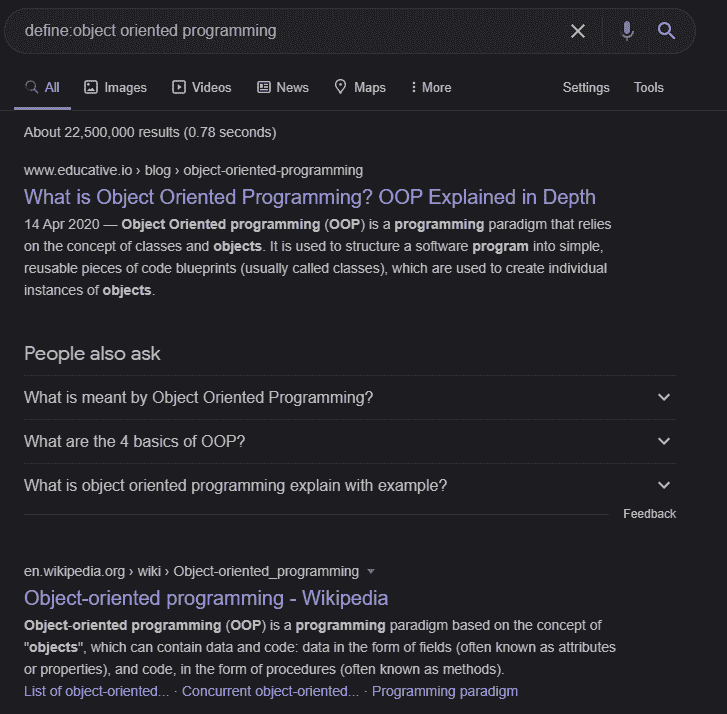 define:object oriented programming
All Images Videos News Maps More Settings Tools
About 22,500,000 results (0.78 seconds)
www.educative.io › blog › object-oriented-programming
What is Object Oriented Programming? OOP Explained in Depth
14 Apr 2020 — Object Oriented programming (OOP) is a programming paradigm that relies
on the concept of classes and objects. It is used to structure a software program into simple,
reusable pieces of code blueprints (usually called classes), which are used to create individual
instances of objects.
People also ask
What is meant by Object Oriented Programming?
What are the 4 basics of OOP?
What is object oriented programming explain with example?
Feedback
en.wikipedia.org › wiki › Object-oriented_programming
Object-oriented programming - Wikipedia
Object-oriented programming (OOP) is a programming paradigm based on the concept of
"objects", which can contain data and code: data in the form of fields (often known as attributes
or properties), and code, in the form of procedures (often known as methods).
List of object-oriented... · Concurrent object-oriented... · Programming paradigm